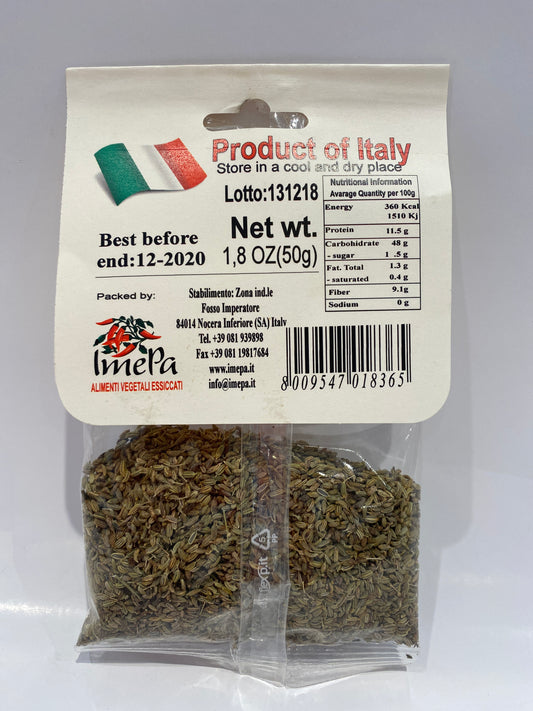 Product of Italy
Store in a cool and dry place
Lotto:131218
Net wt.
1,8 OZ(50g)
Best before
end:12-2020
Nutritional Information
Avarage Quantity per 100g
Energy 360 Kcal
1510 Kj
Protein 11.5 g
Carbohidrate 48 g
- sugar 1 .5 g
Fat. Total 1.3 g
- saturated 0.4 g
Fiber 9.1g
Sodium 0 g
Packed by:
ImePa
ALIMENTI VEGETALI ESSICCATI
Stabilimento: Zona ind.le
Fosso Imperatore
84014 Nocera Inferiore (SA) Italy
Tel. +39 081 939898
Fax +39 081 19817684
www.imepa.it
info@imepa.it
8 009547 018365
5
PP